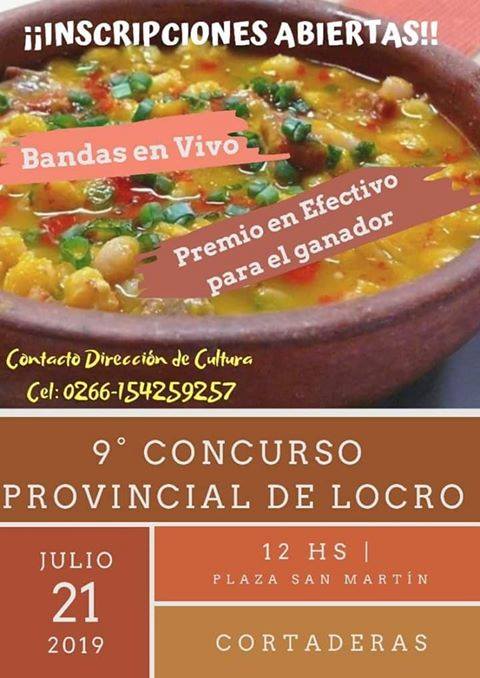 ¡¡INSCRIPCIONES ABIERTAS!!
Bandas en Vivo
Premio en Efectivo
para el ganador
Contacto Dirección de Cultura
Cel: 0266-154259257
9° CONCURSO
PROVINCIAL DE LOCRO
JULIO
21
2019
12 HS |
PLAZA SAN MARTÍN
CORTADERAS